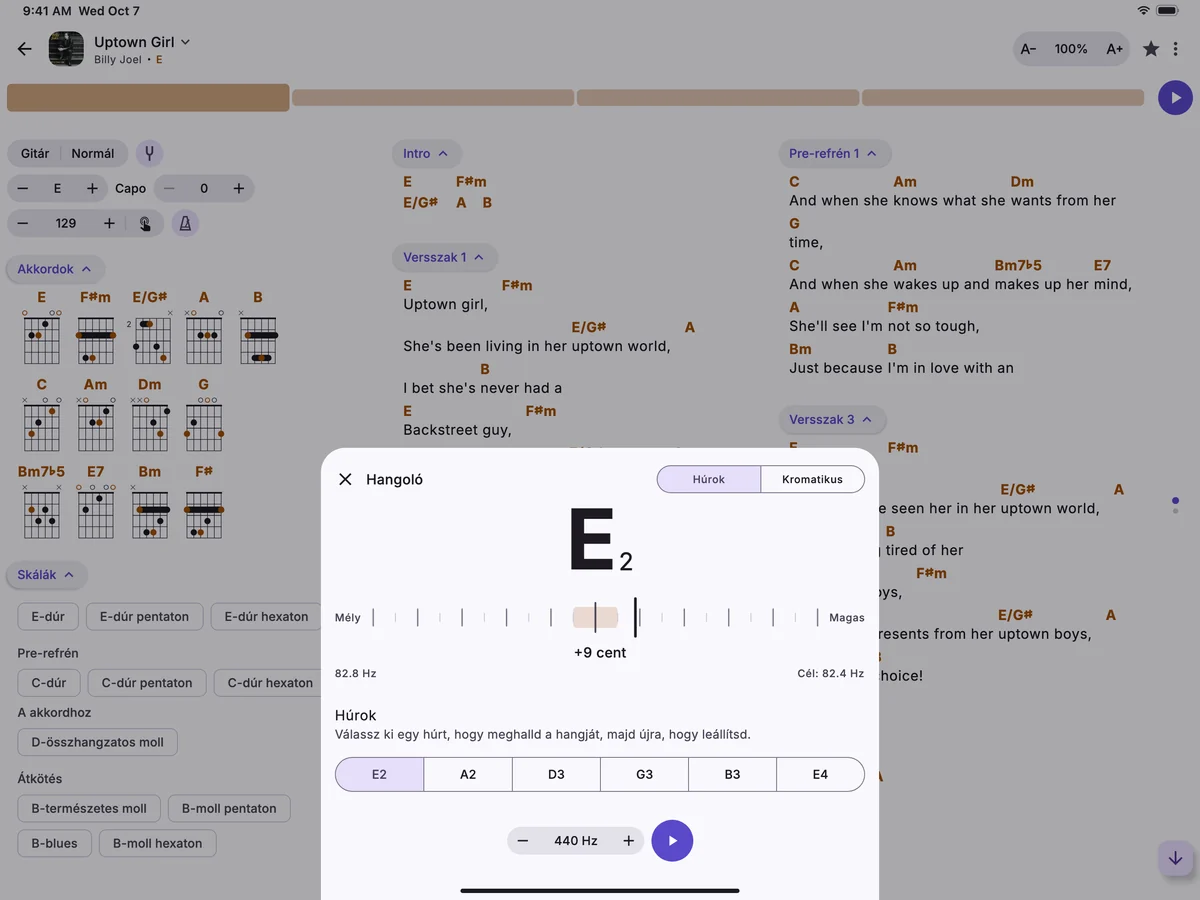 9:41 AM Wed Oct 7
Uptown Girl
Billy Joel • E
A− 100% A+
Gitár Normál
− E + Capo − 0 +
− 129 +
Akkordok
E F#m E/G# A B
2
C Am Dm G
Bm7♭5 E7 Bm F#
Skálák
E-dúr E-dúr pentaton E-dúr hexaton
Pre-refrén
C-dúr C-dúr pentaton C-dúr hexaton
A akkordhoz
D-összhangzatos moll
Átkötés
B-természetes moll B-moll pentaton
B-blues B-moll hexaton
Intro
E F#m
E/G# A B
Versszak 1
E F#m
Uptown girl,
E/G# A
She's been living in her uptown world,
B
I bet she's never had a
E F#m
Backstreet guy,
Pre-refrén 1
C Am Dm
And when she knows what she wants from her
G
time,
C Am Bm7♭5 E7
And when she wakes up and makes up her mind,
A F#m
She'll see I'm not so tough,
Bm B
Just because I'm in love with an
Versszak 3
E F#m
E/G# A
seen her in her uptown world,
B
tired of her
F#m
E/G# A
from her uptown boys,
Hangoló
Húrok Kromatikus
E2
Mély Magas
+9 cent
82.8 Hz Cél: 82.4 Hz
Húrok
Válassz ki egy húrt, hogy meghalld a hangját, majd újra, hogy leállítsd.
E2 A2 D3 G3 B3 E4
− 440 Hz +